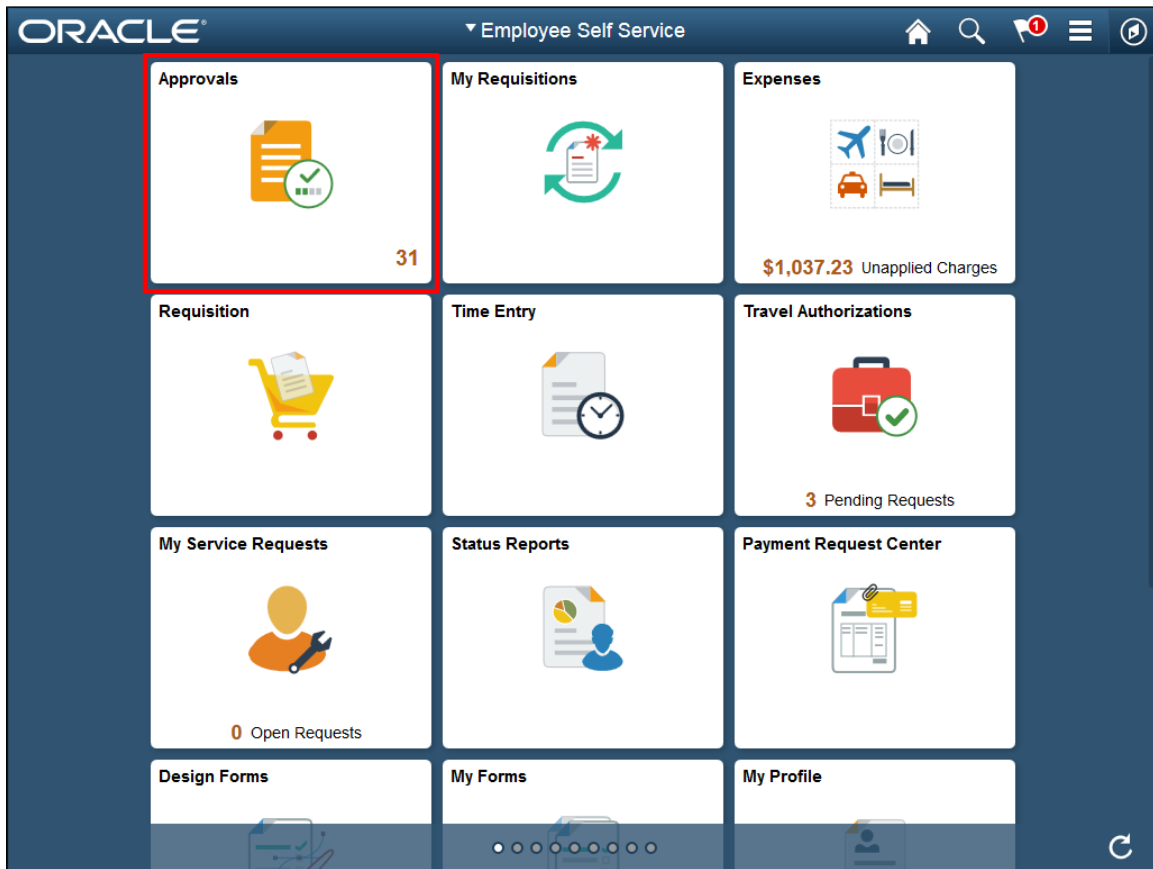 ORACLE
Employee Self Service
1
Approvals
31
My Requisitions
Expenses
$1,037.23 Unapplied Charges
Requisition
Time Entry
Travel Authorizations
3 Pending Requests
My Service Requests
0 Open Requests
Status Reports
Payment Request Center
Design Forms
My Forms
My Profile